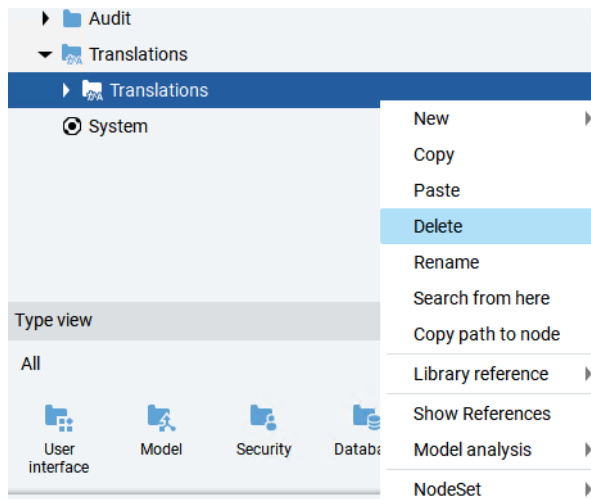 Audit
Translations
Translations
System
New
Copy
Paste
Delete
Rename
Search from here
Copy path to node
Library reference
Show References
Model analysis
NodeSet
Type view
All
User
interface
Model
Security
Databa